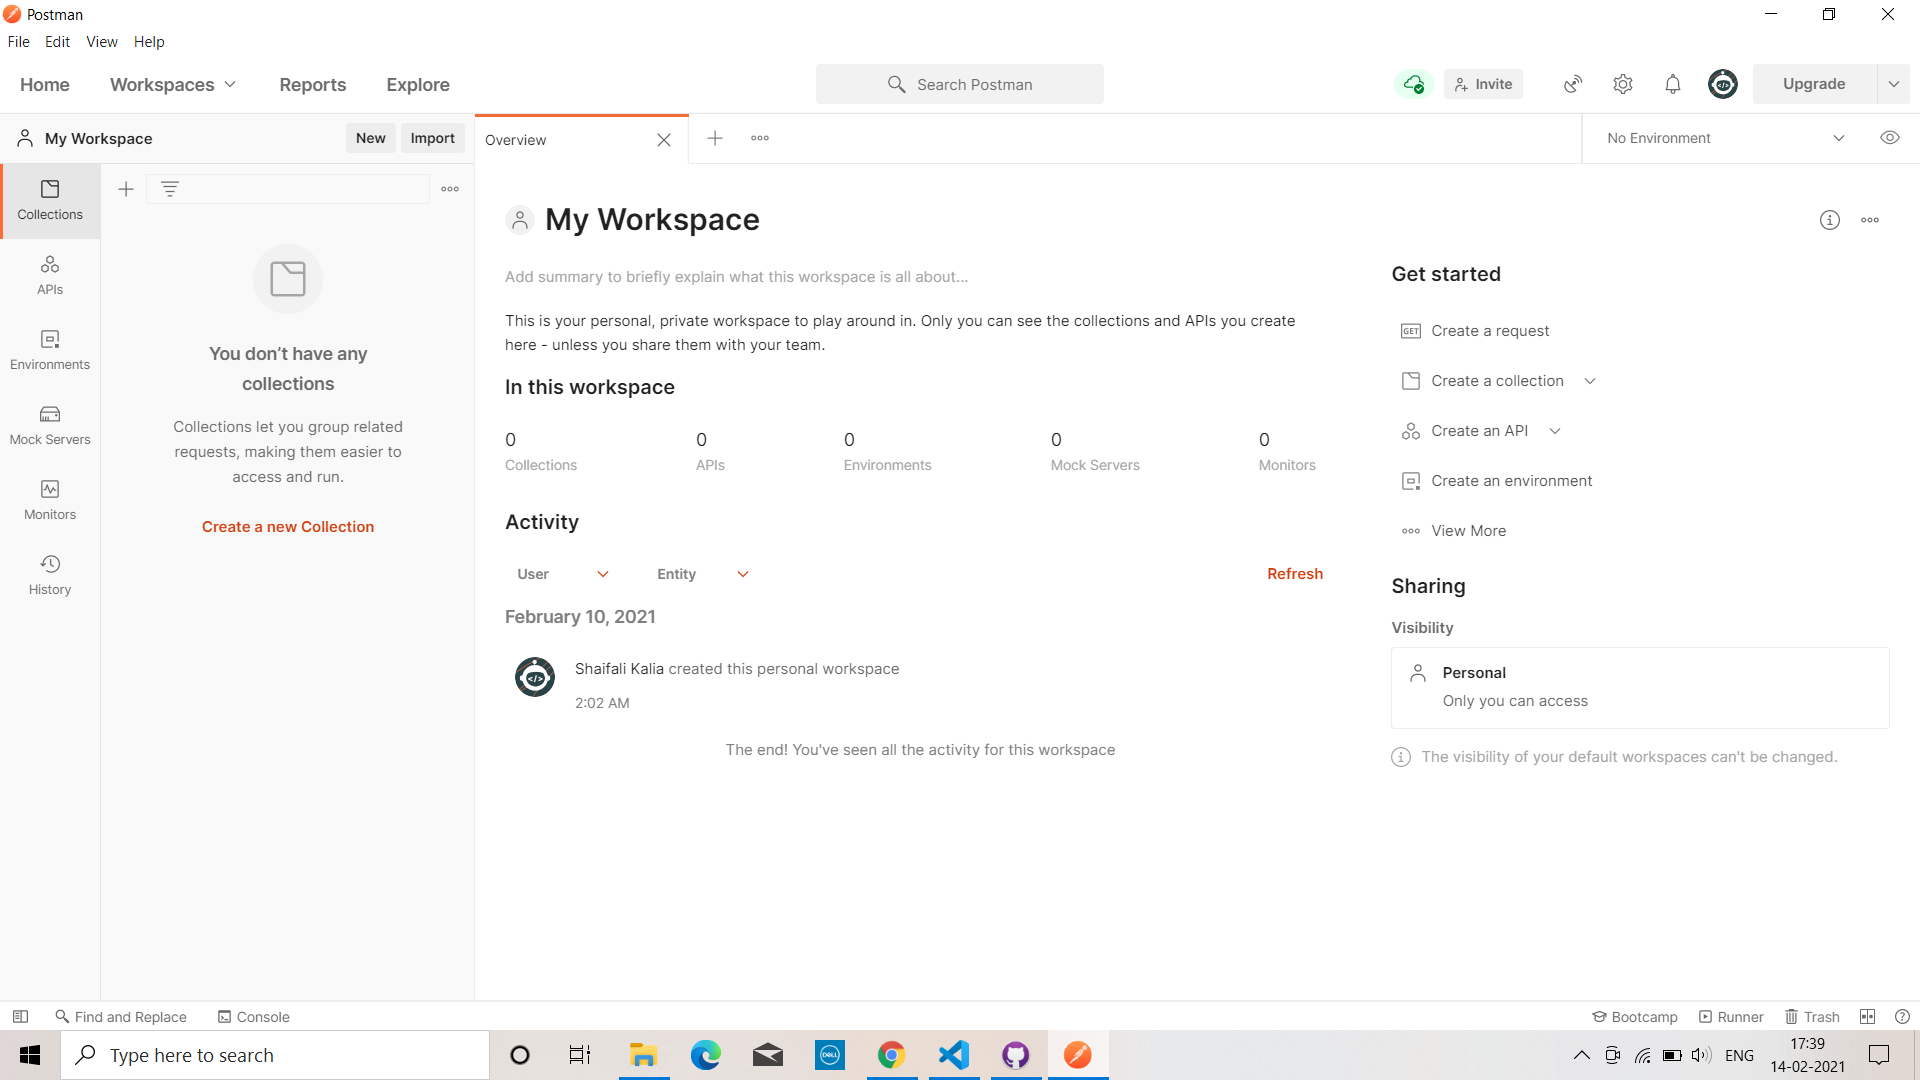 Postman
File Edit View Help
Home Workspaces Reports Explore
Search Postman
Invite
Upgrade
My Workspace
New Import
Overview
No Environment
Collections
APIs
Environments
Mock Servers
Monitors
History
You don’t have any
collections
Collections let you group related
requests, making them easier to
access and run.
Create a new Collection
My Workspace
Add summary to briefly explain what this workspace is all about...
This is your personal, private workspace to play around in. Only you can see the collections and APIs you create
here - unless you share them with your team.
In this workspace
0 0 0 0 0
Collections APIs Environments Mock Servers Monitors
Activity
User Entity Refresh
February 10, 2021
Shaifali Kalia created this personal workspace
2:02 AM
The end! You've seen all the activity for this workspace
Get started
GET Create a request
Create a collection
Create an API
Create an environment
View More
Sharing
Visibility
Personal
Only you can access
The visibility of your default workspaces can't be changed.
Find and Replace Console
Bootcamp Runner Trash
Type here to search
DELL
ENG
17:39
14-02-2021